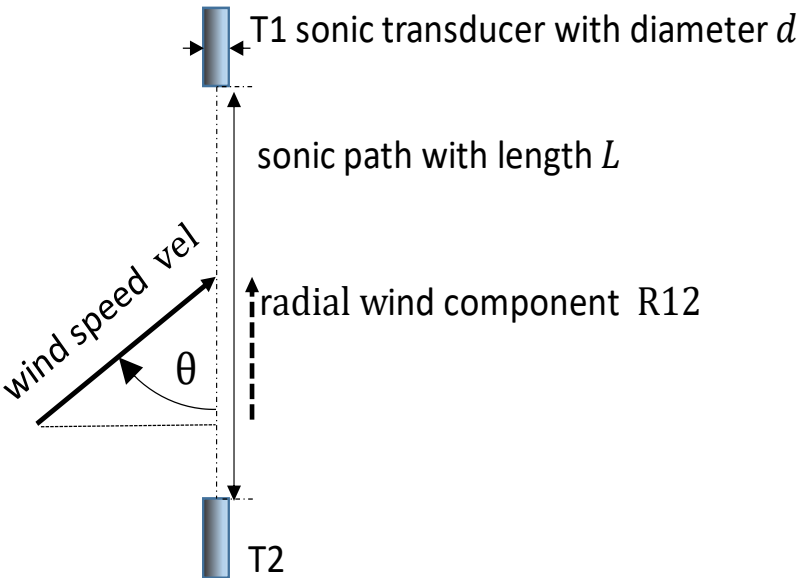 T1 sonic transducer with diameter d
sonic path with length L
wind speed vel
radial wind component R12
θ
T2